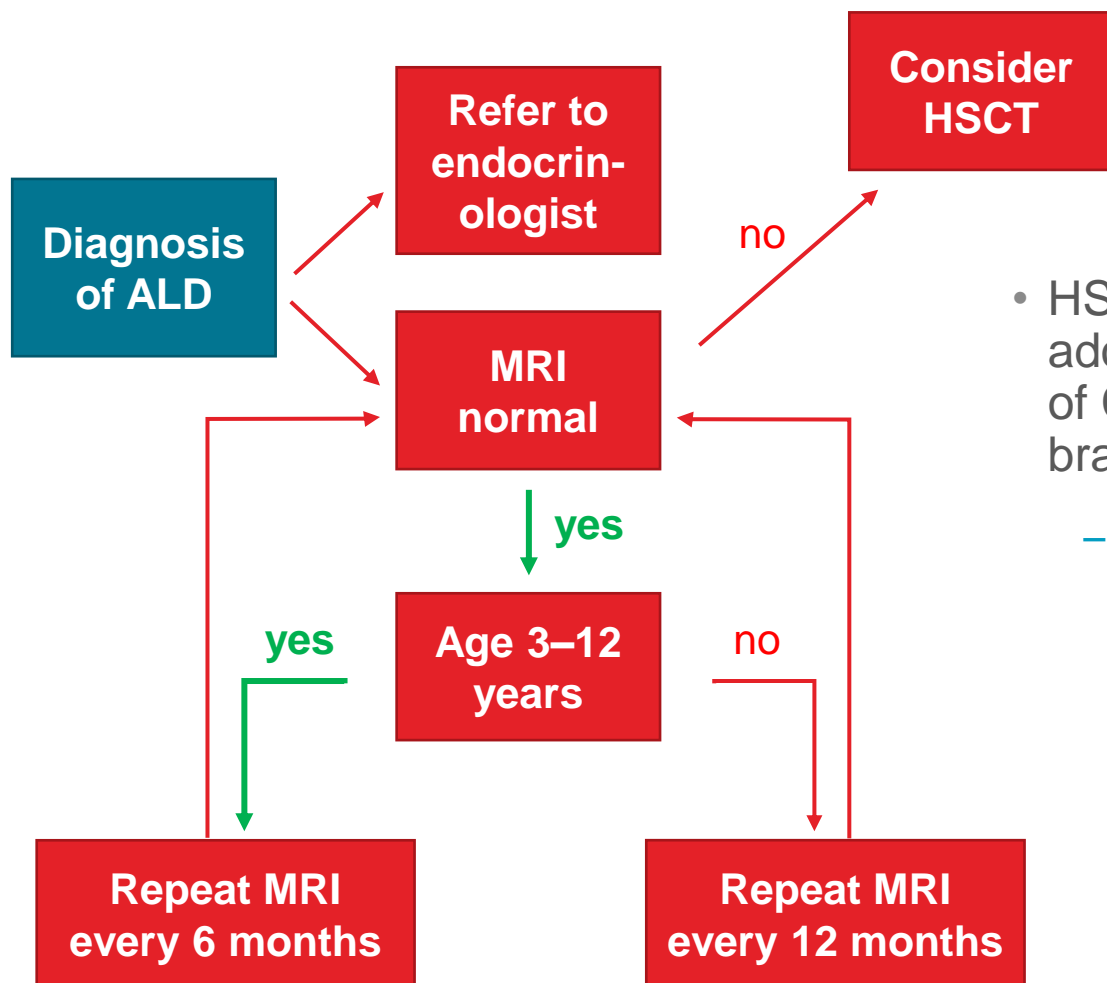 Consider
HSCT
Refer to
endocrin-
ologist
Diagnosis
of ALD
no
MRI
normal
• 
of
–
yes
Age 3–12
years
yes
no
Repeat MRI
every 6 months
Repeat MRI
every 12 months